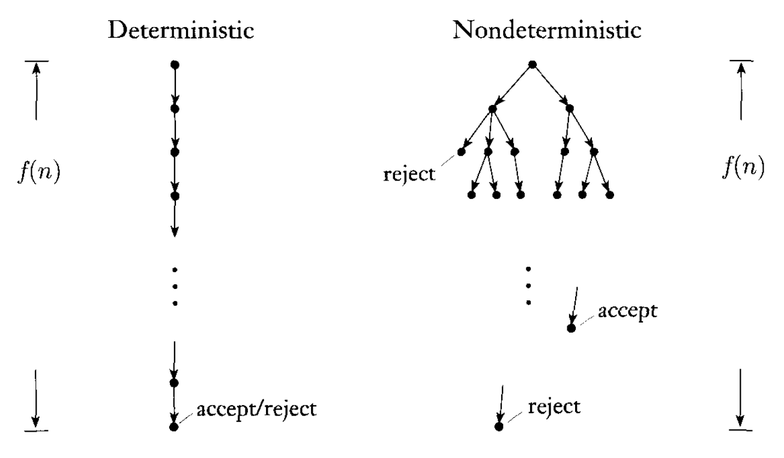 Deterministic
Nondeterministic
f(n)
f(n)
reject
accept
accept/reject
reject